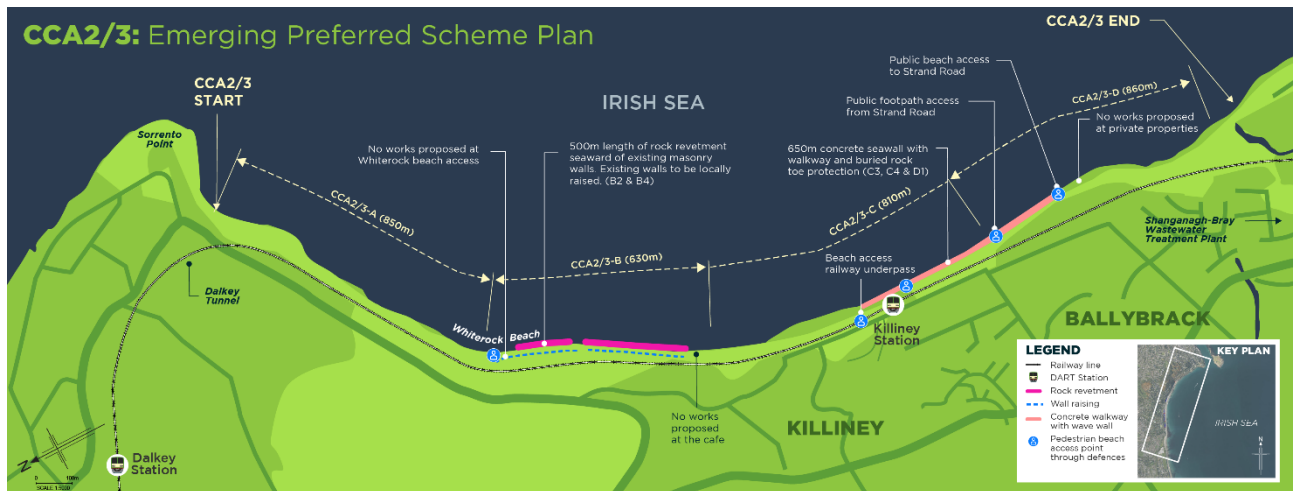 CCA2/3: Emerging Preferred Scheme Plan
CCA2/3 END
CCA2/3
START
IRISH SEA
Public beach access
to Strand Road
CCA2/3-D (860m)
Public footpath access
from Strand Road
No works proposed
at private properties
Sorrento
Point
No works proposed at
Whiterock beach access
500m length of rock revetment
seaward of existing masonry
walls. Existing walls to be locally
raised. (B2 & B4)
650m concrete seawall with
walkway and buried rock
toe protection (C3, C4 & D1)
CCA2/3-A (850m)
CCA2/3-C (810m)
CCA2/3-B (630m)
Shanganagh-Bray
Wastewater
Treatment Plant
Beach access
railway underpass
Dalkey
Tunnel
Whiterock Beach
Killiney
Station
BALLYBRACK
No works
proposed
at the cafe
KILLINEY
Dalkey
Station
N
0 100m
LEGEND
Railway line
DART Station
Rock revetment
Wall raising
Concrete walkway
with wave wall
Pedestrian beach
access point
through defences
KEY PLAN
IRISH SEA
N